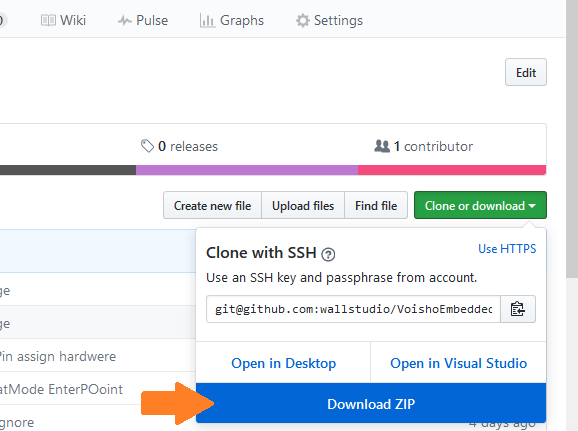 Wiki Pulse Graphs Settings
Edit
0 releases
1 contributor
Create new file Upload files Find file Clone or download
Clone with SSH
Use HTTPS
Use an SSH key and passphrase from account.
git@github.com:wallstudio/VoishoEmbedded
Open in Desktop Open in Visual Studio
Download ZIP
ge
ge
Pin assign hardwere
atMode EnterPOoint
gnore
4 days ago